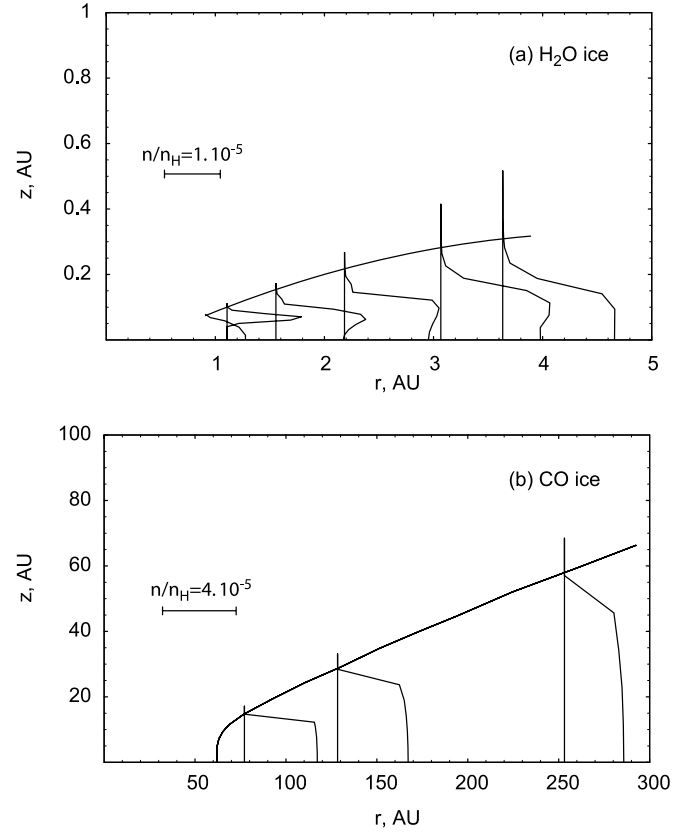 1
0.8
0.6
0.4
0.2
z, AU
(a) H₂O ice
n/n_H=1.10⁻⁵
1 2 3 4 5
r, AU
100
80
60
40
20
z, AU
(b) CO ice
n/n_H=4.10⁻⁵
50 100 150 200 250 300
r, AU